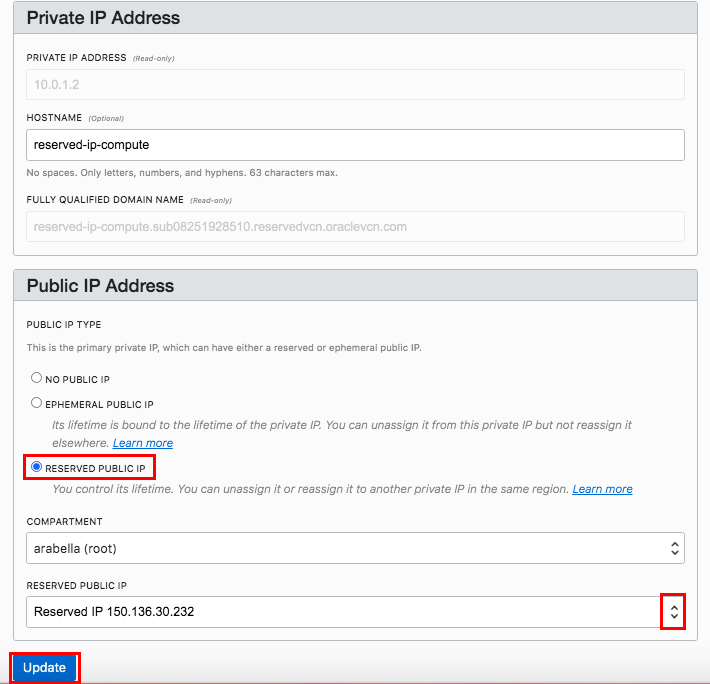 Private IP Address
PRIVATE IP ADDRESS (Read-only)
10.0.1.2
HOSTNAME (Optional)
reserved-ip-compute
No spaces. Only letters, numbers, and hyphens. 63 characters max.
FULLY QUALIFIED DOMAIN NAME (Read-only)
reserved-ip-compute.sub08251928510.reservedvcn.oraclevcn.com
Public IP Address
PUBLIC IP TYPE
This is the primary private IP, which can have either a reserved or ephemeral public IP.
NO PUBLIC IP
EPHEMERAL PUBLIC IP
Its lifetime is bound to the lifetime of the private IP. You can unassign it from this private IP but not reassign it
elsewhere. Learn more
RESERVED PUBLIC IP
You control its lifetime. You can unassign it or reassign it to another private IP in the same region. Learn more
COMPARTMENT
arabella (root)
RESERVED PUBLIC IP
Reserved IP 150.136.30.232
Update